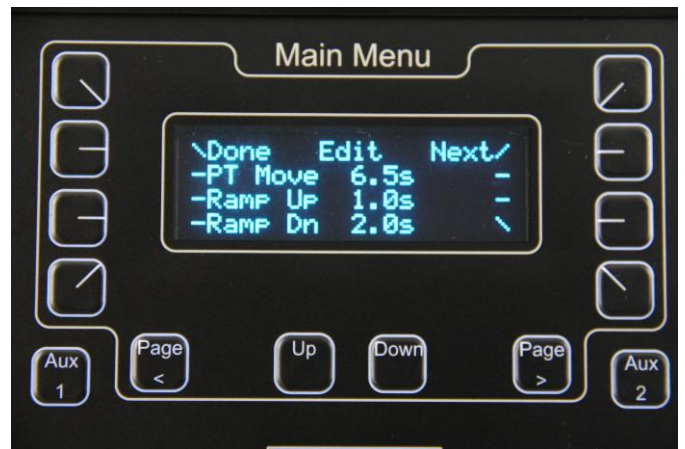 Main Menu
\Done Edit Next/
-PT Move 6.5s -
-Ramp Up 1.0s -
-Ramp Dn 2.0s \
Aux
1
Page
<
Up
Down
Page
>
Aux
2